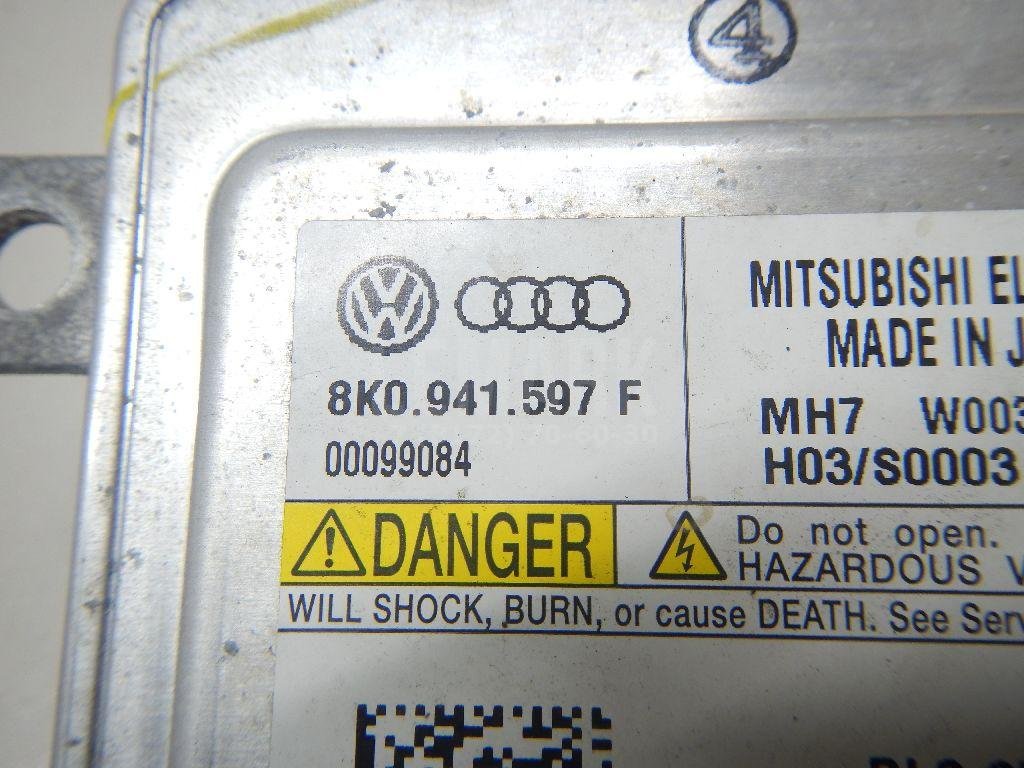 4
MITSUBISHI EL
MADE IN J
8K0.941.597 F
00099084
MH7 W003
H03/S0003
DANGER
Do not open.
HAZARDOUS V
WILL SHOCK, BURN, or cause DEATH. See Serv